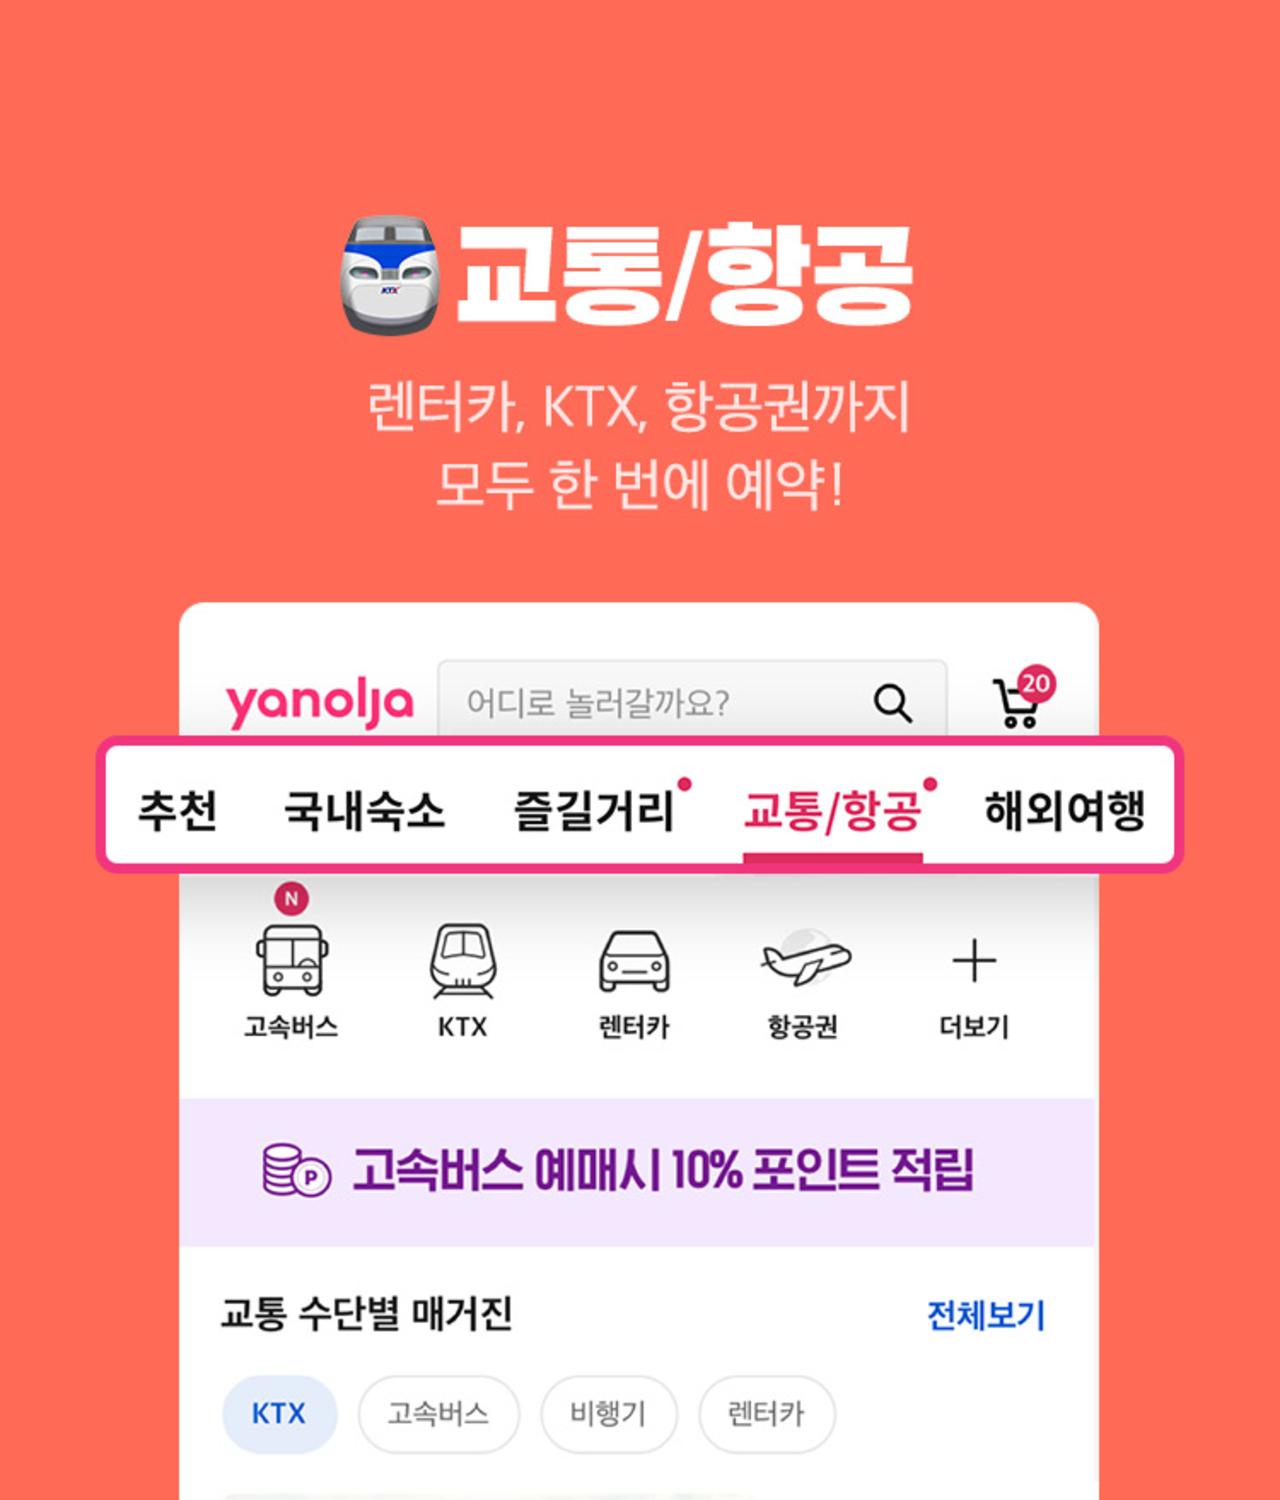 교통/항공
KTX
렌터카, KTX, 항공권까지
모두 한 번에 예약!
yanolja
어디로 놀러갈까요?
20
추천 국내숙소 즐길거리 교통/항공 해외여행
N
고속버스 KTX 렌터카 항공권 더보기
P
고속버스 예매시 10% 포인트 적립
교통 수단별 매거진 전체보기
KTX 고속버스 비행기 렌터카